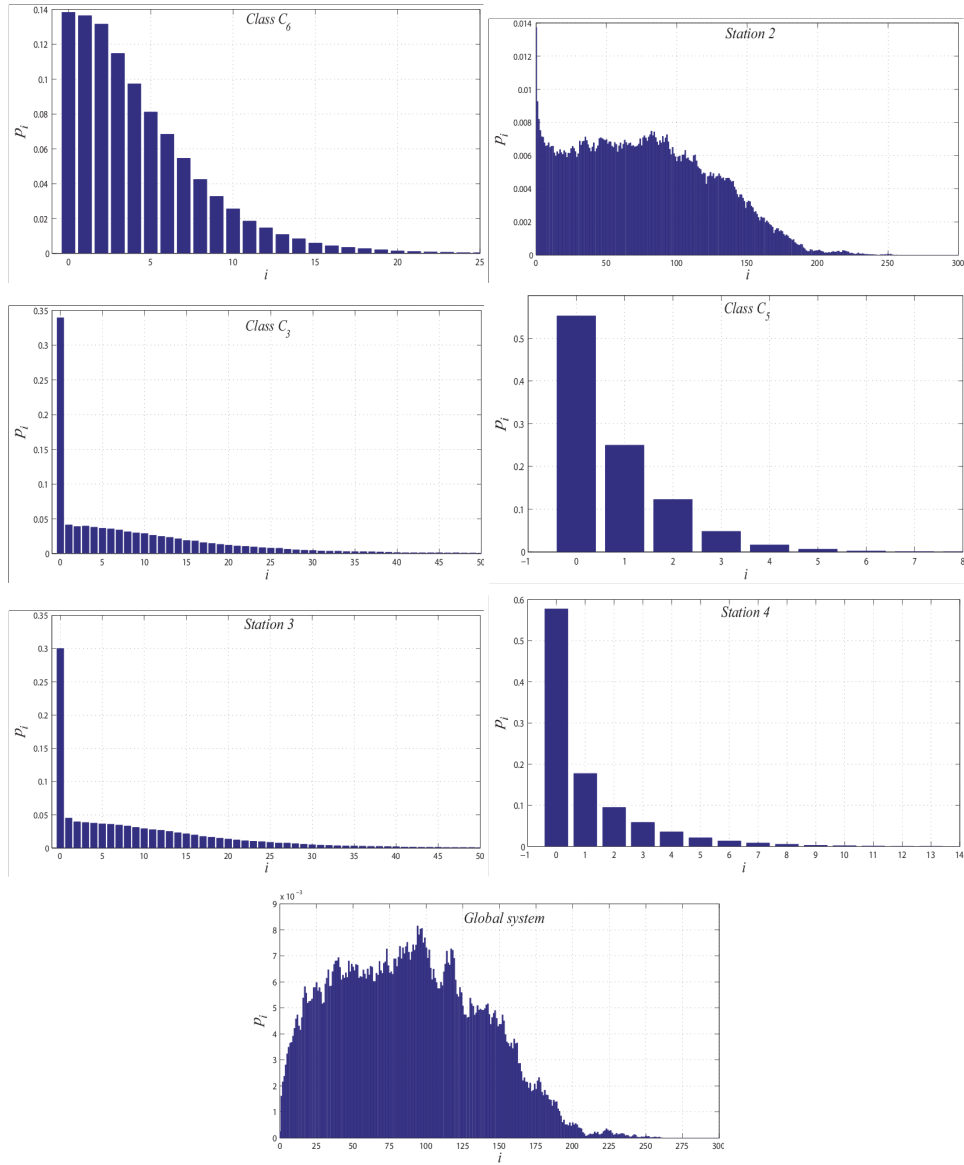 Class C6
0.14
0.12
0.1
0.08
0.06
0.04
0.02
0
pi
0 5 10 15 20 25
i
Station 2
0.014
0.012
0.01
0.008
0.006
0.004
0.002
0
pi
0 50 100 150 200 250 300
i
Class C3
0.35
0.3
0.25
0.2
0.15
0.1
0.05
0
pi
0 5 10 15 20 25 30 35 40 45 50
i
Class C5
0.5
0.4
0.3
0.2
0.1
0
pi
−1 0 1 2 3 4 5 6 7 8
i
Station 3
0.35
0.3
0.25
0.2
0.15
0.1
0.05
0
pi
0 5 10 15 20 25 30 35 40 45 50
i
Station 4
0.6
0.5
0.4
0.3
0.2
0.1
0
pi
−1 0 1 2 3 4 5 6 7 8 9 10 11 12 13 14
i
x 10−3
Global system
9
8
7
6
5
4
3
2
1
0
pi
0 25 50 75 100 125 150 175 200 225 250 275 300
i